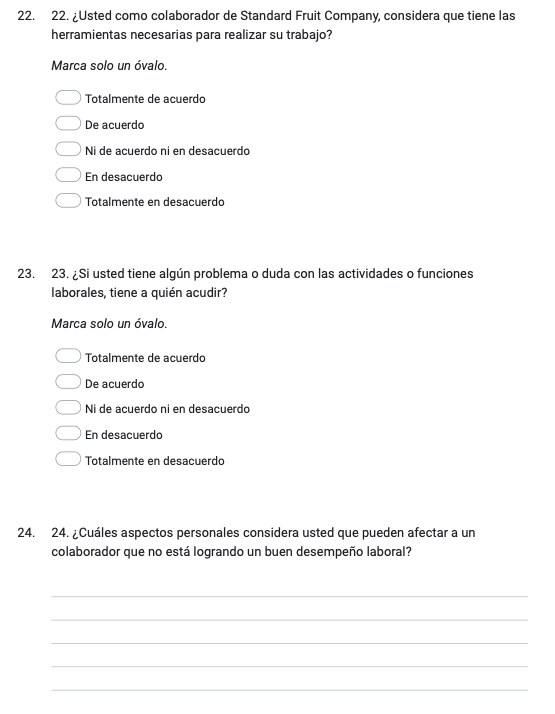 22. 22. ¿Usted como colaborador de Standard Fruit Company, considera que tiene las
herramientas necesarias para realizar su trabajo?
Marca solo un óvalo.
Totalmente de acuerdo
De acuerdo
Ni de acuerdo ni en desacuerdo
En desacuerdo
Totalmente en desacuerdo
23. 23. ¿Si usted tiene algún problema o duda con las actividades o funciones
laborales, tiene a quién acudir?
Marca solo un óvalo.
Totalmente de acuerdo
De acuerdo
Ni de acuerdo ni en desacuerdo
En desacuerdo
Totalmente en desacuerdo
24. 24. ¿Cuáles aspectos personales considera usted que pueden afectar a un
colaborador que no está logrando un buen desempeño laboral?